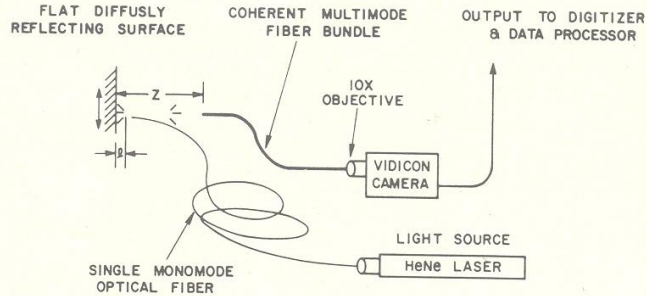 FLAT DIFFUSLY
REFLECTING SURFACE
COHERENT MULTIMODE
FIBER BUNDLE
OUTPUT TO DIGITIZER
& DATA PROCESSOR
Z
10X
OBJECTIVE
VIDICON
CAMERA
ℓ
LIGHT SOURCE
HeNe LASER
SINGLE MONOMODE
OPTICAL FIBER